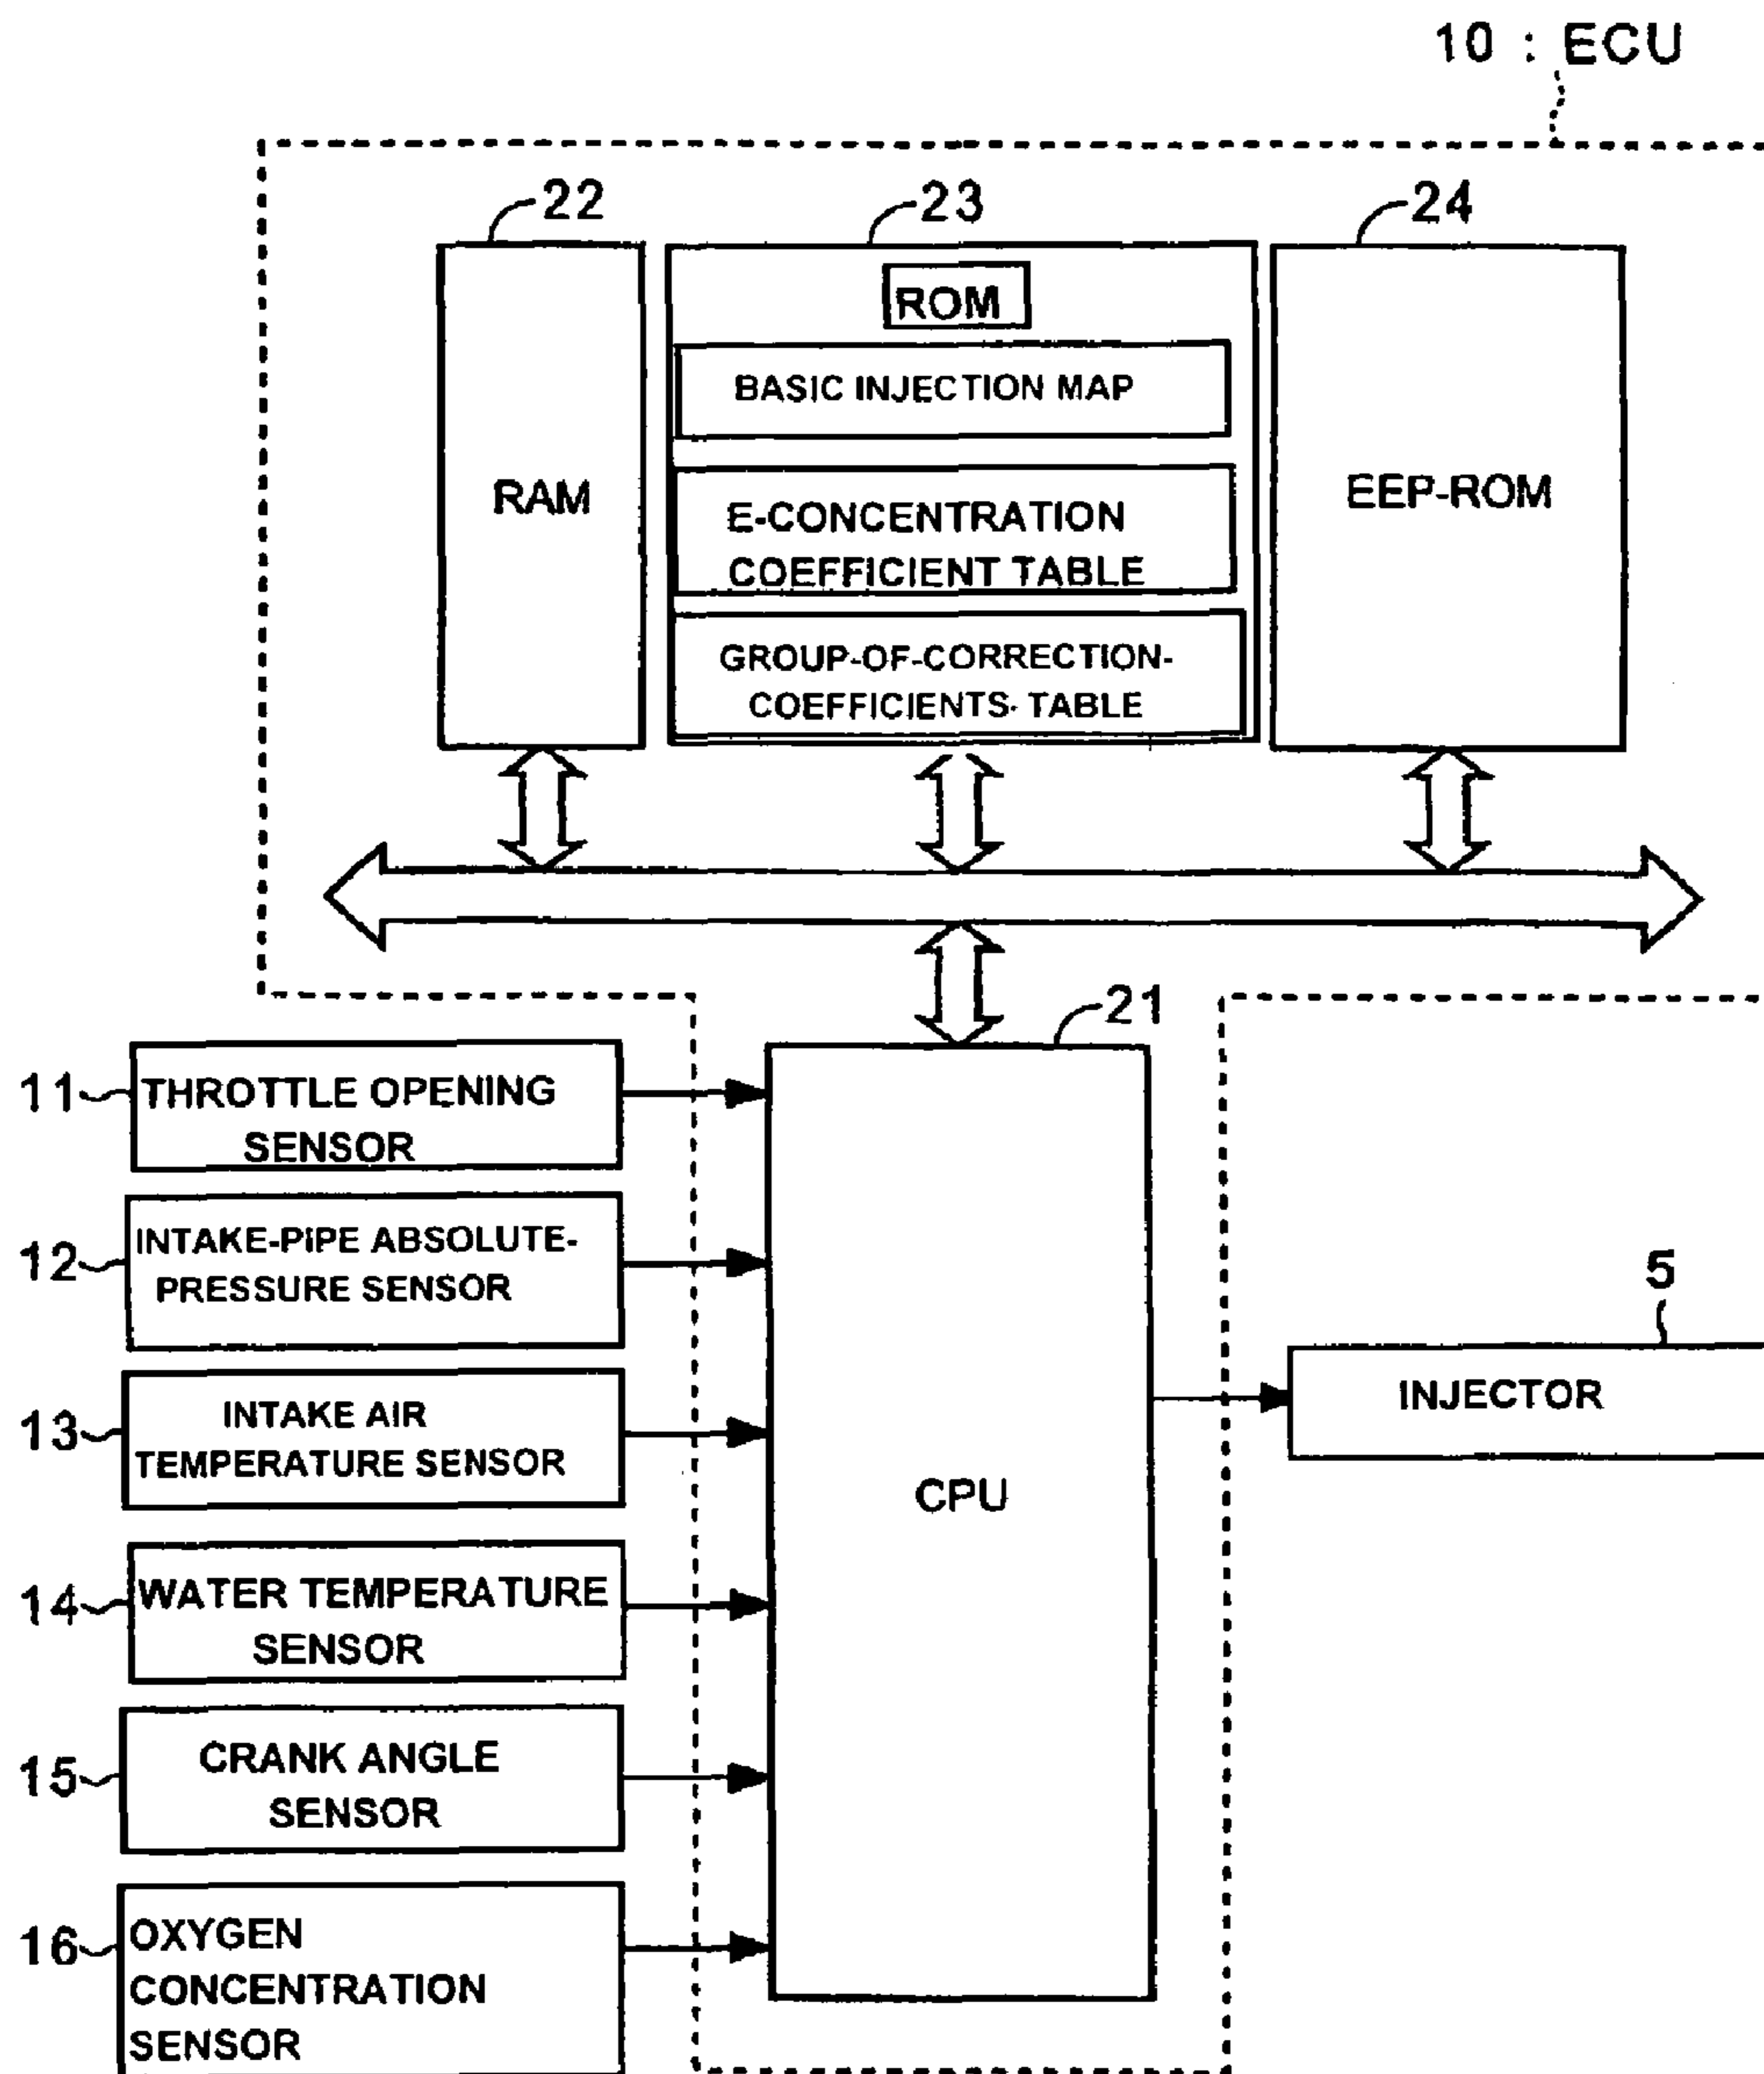 10 : ECU
22
23
24
ROM
BASIC INJECTION MAP
RAM
E-CONCENTRATION
COEFFICIENT TABLE
EEP-ROM
GROUP-OF-CORRECTION-
COEFFICIENTS- TABLE
21
11
THROTTLE OPENING
SENSOR
12
INTAKE-PIPE ABSOLUTE-
PRESSURE SENSOR
5
INJECTOR
13
INTAKE AIR
TEMPERATURE SENSOR
CPU
14
WATER TEMPERATURE
SENSOR
15
CRANK ANGLE
SENSOR
16
OXYGEN
CONCENTRATION
SENSOR